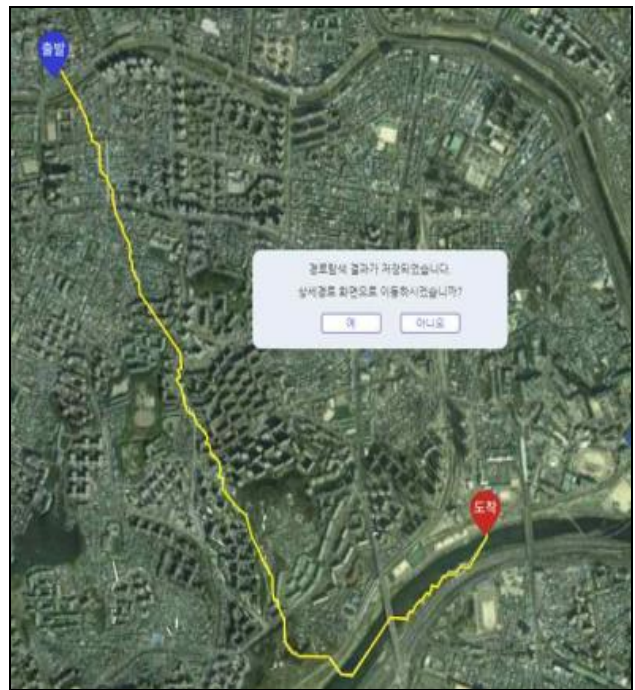 출발
경로탐색 결과가 저장되었습니다.
상세경로 화면으로 이동하시겠습니까?
예
아니오
도착